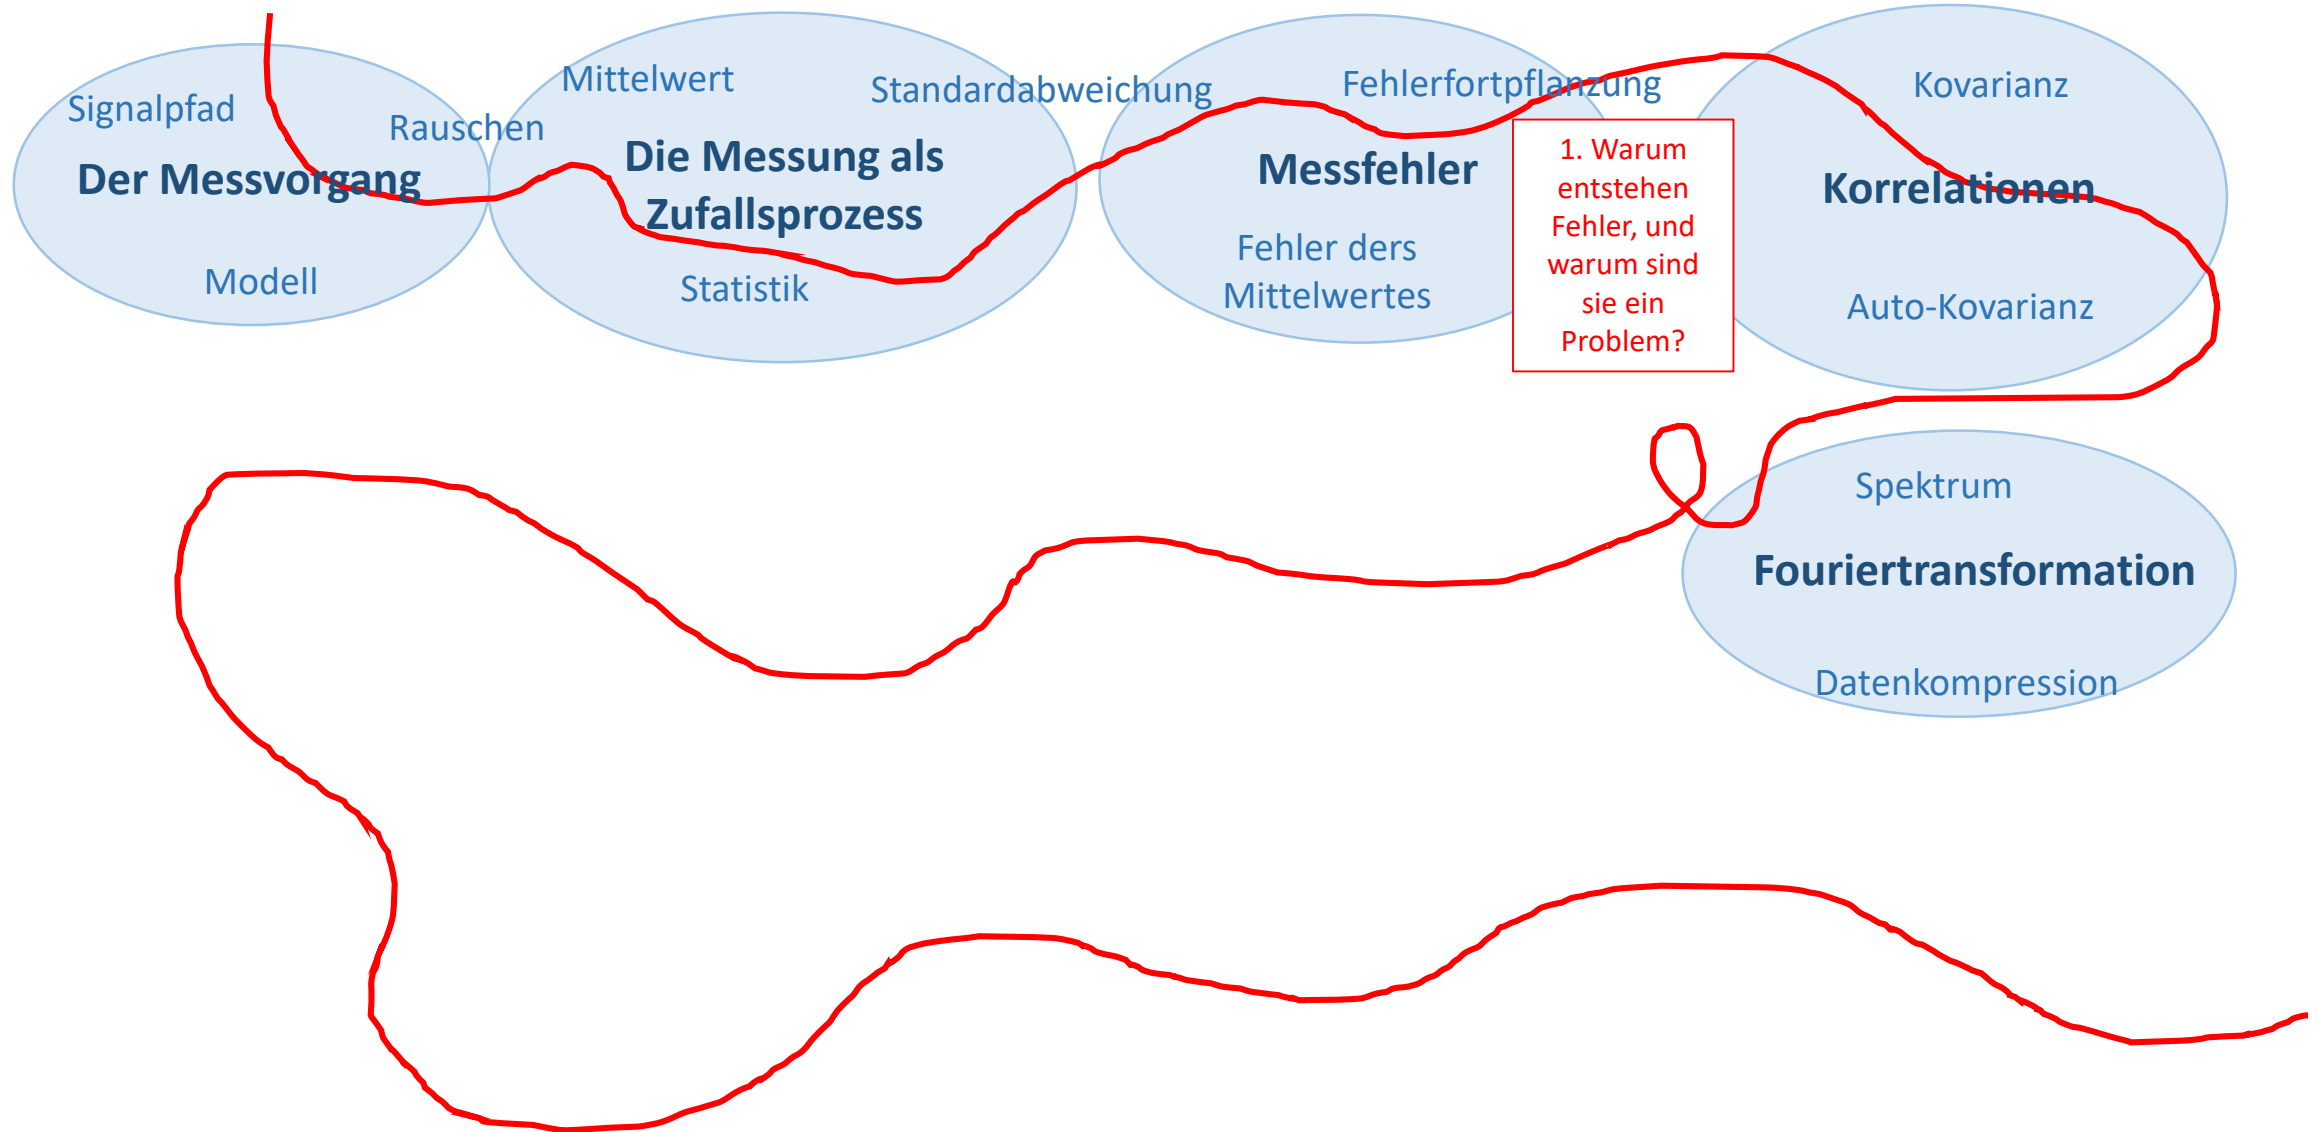 Signalpfad
Rauschen
Der Messvorgang
Modell
Mittelwert
Standardabweichung
Die Messung als
Zufallsprozess
Statistik
Fehlerfortpflanzung
Messfehler
Fehler ders
Mittelwertes
1. Warum
entstehen
Fehler, und
warum sind
sie ein
Problem?
Kovarianz
Korrelationen
Auto-Kovarianz
Spektrum
Fouriertransformation
Datenkompression